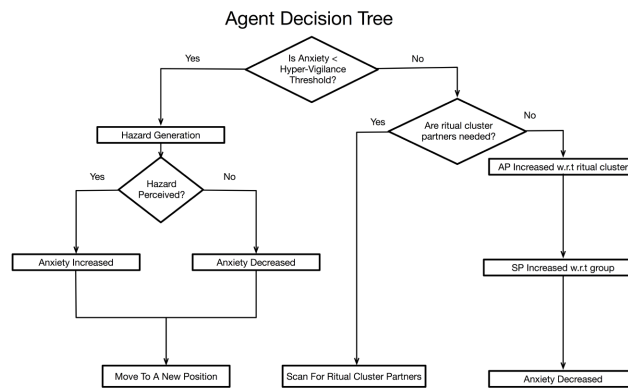 Agent Decision Tree
Is Anxiety <
Hyper-Vigilance
Threshold?
Yes
No
Hazard Generation
Yes
Are ritual cluster
partners needed?
No
AP Increased w.r.t ritual cluster
Yes
Hazard
Perceived?
No
Anxiety Increased
Anxiety Decreased
SP Increased w.r.t group
Move To A New Position
Scan For Ritual Cluster Partners
Anxiety Decreased